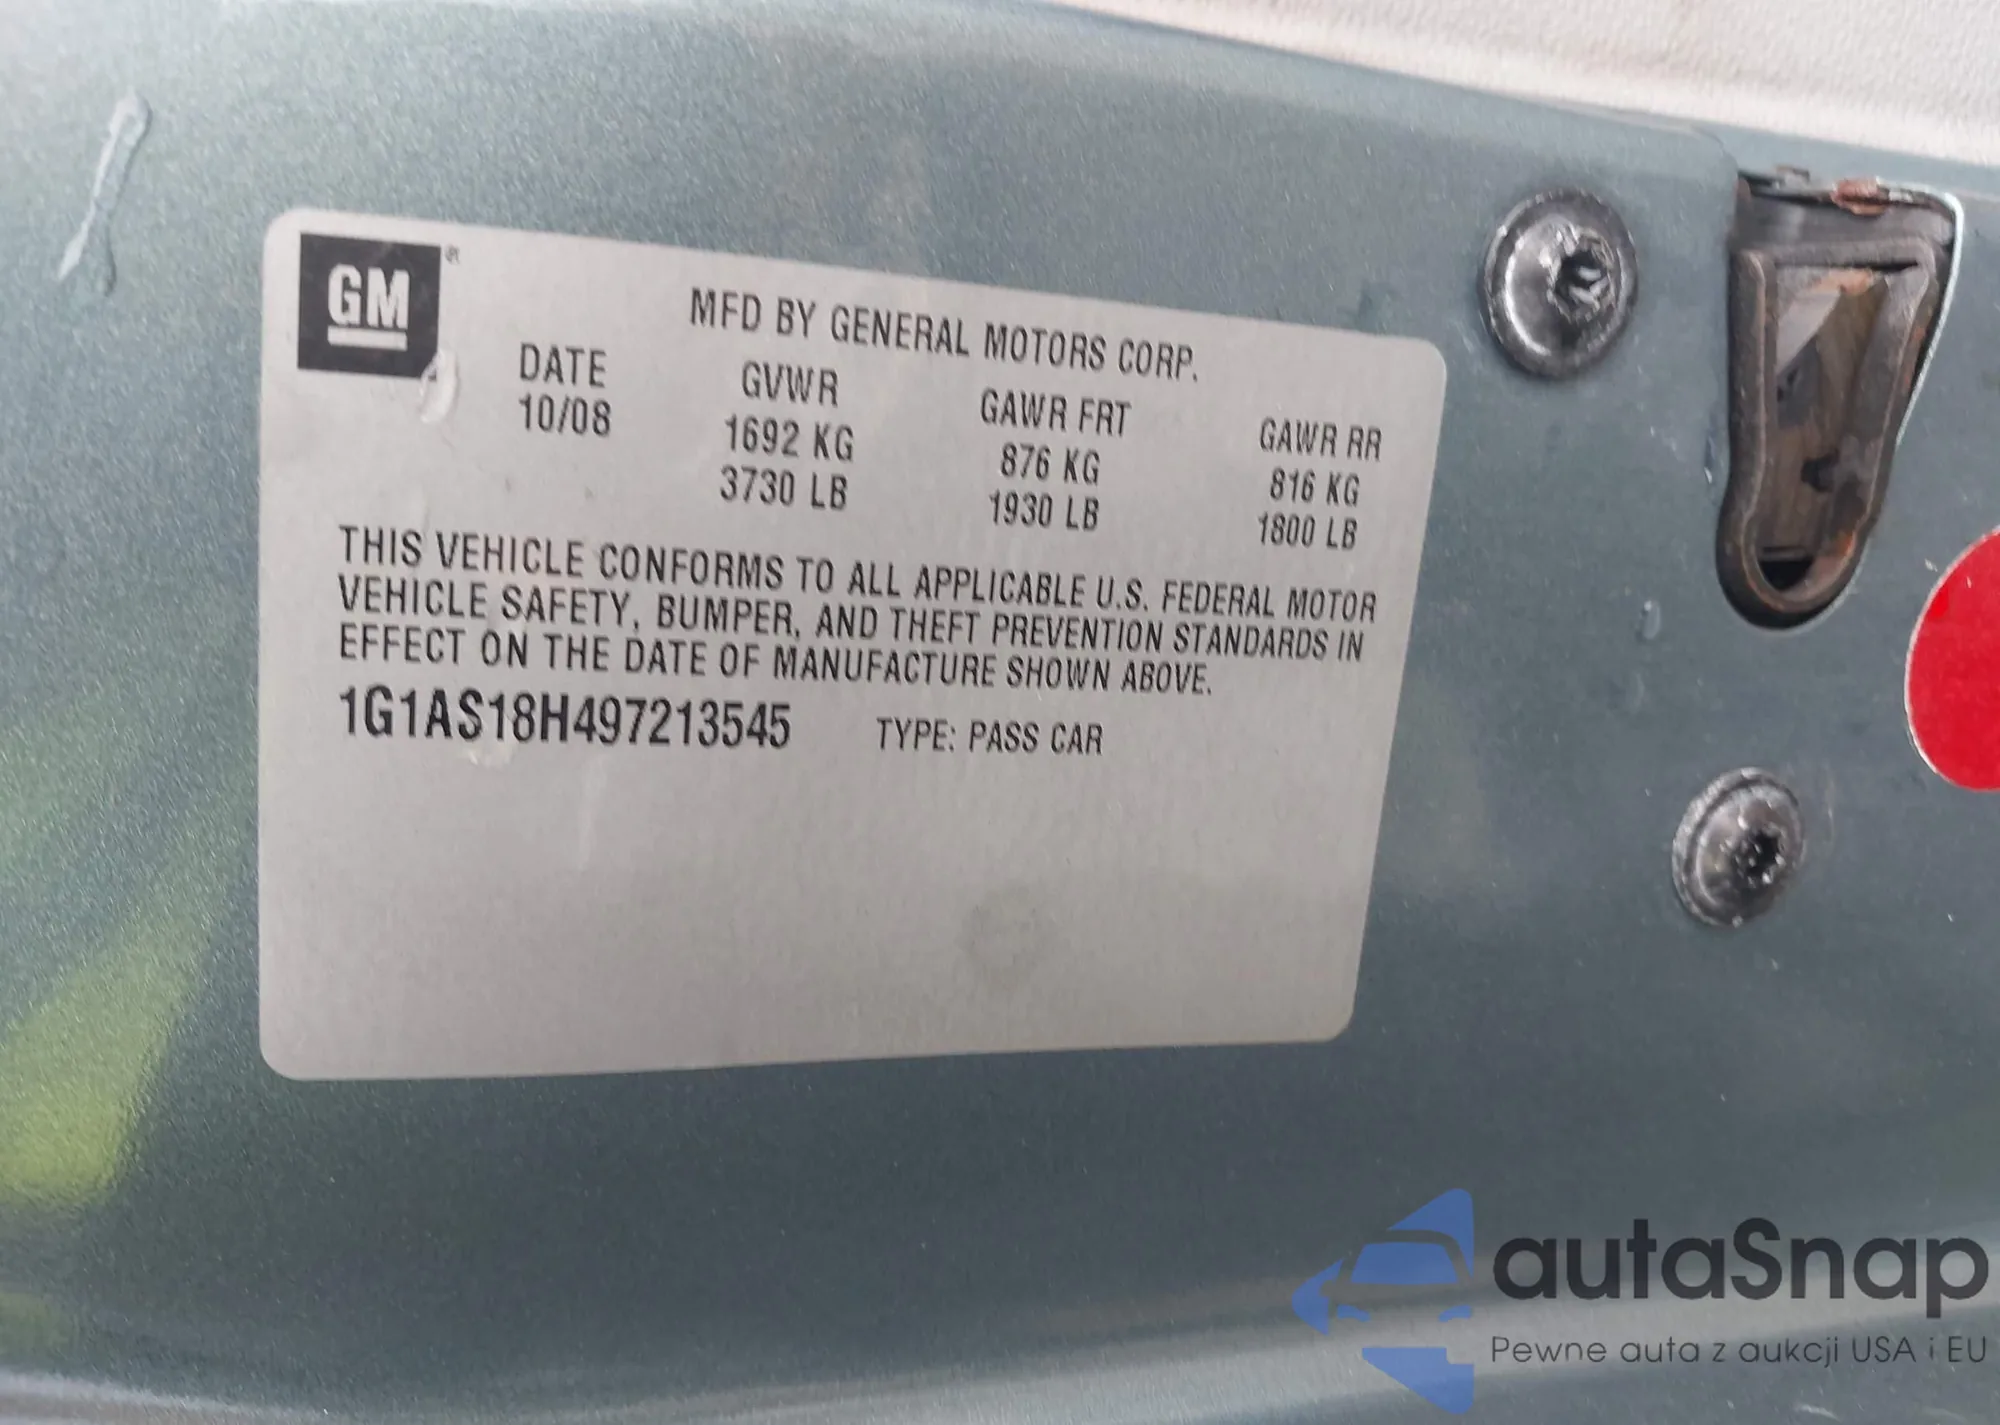 GM
MFD BY GENERAL MOTORS CORP.
DATE GVWR GAWR FRT GAWR RR
10/08 1692 KG 876 KG 816 KG
3730 LB 1930 LB 1800 LB
THIS VEHICLE CONFORMS TO ALL APPLICABLE U.S. FEDERAL MOTOR
VEHICLE SAFETY, BUMPER, AND THEFT PREVENTION STANDARDS IN
EFFECT ON THE DATE OF MANUFACTURE SHOWN ABOVE.
1G1AS18H497213545 TYPE: PASS CAR
autaSnap
Pewne auta z aukcji USA i EU